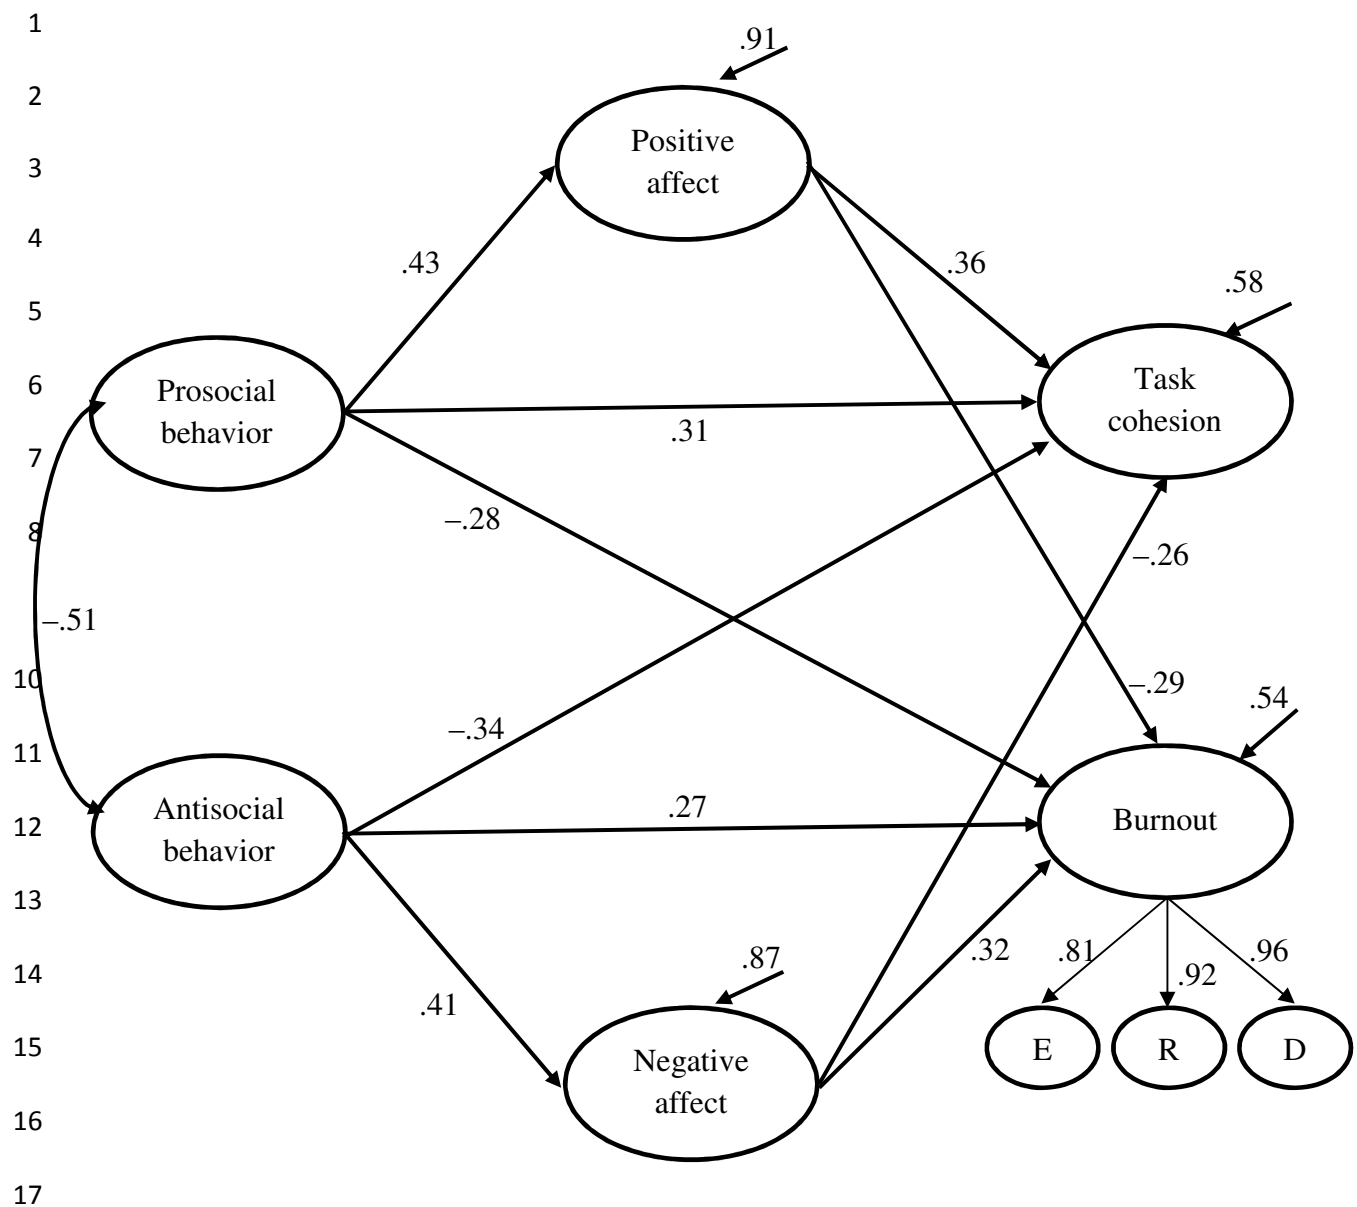 1
.91
2
Positive
affect
3
4
.43
.36
.58
5
6
Prosocial
behavior
Task
cohesion
.31
7
–.28
8
–.26
–.51
10
–.29
.54
–.34
11
Antisocial
behavior
.27
Burnout
12
13
.81
.92
.96
.32
.87
14
.41
15
Negative
affect
E
R
D
16
17